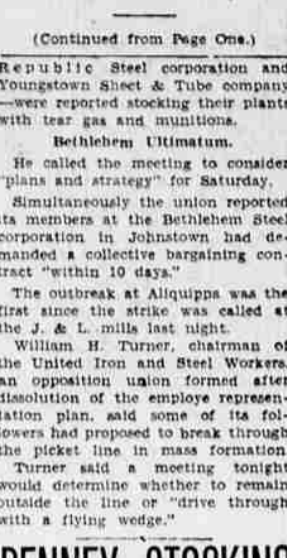 (Continued from Page One.)
Republic Steel corporation and
Youngstown Sheet & Tube company
—were reported stocking their plants
with tear gas and munitions.
Bethlehem Ultimatum.
He called the meeting to consider
"plans and strategy" for Saturday.
Simultaneously the union reported
its members at the Bethlehem Steel
corporation in Johnstown had de-
manded a collective bargaining con-
tract "within 10 days."
The outbreak at Aliquippa was the
first since the strike was called at
the J. & L. mills last night.
William H. Turner, chairman of
the United Iron and Steel Workers,
an opposition union formed after
dissolution of the employe represen-
tation plan, said some of its fol-
lowers had proposed to break through
the picket line in mass formation.
Turner said a meeting tonight
would determine whether to remain
outside the line or "drive through
with a flying wedge."
PENNEY STOCKING